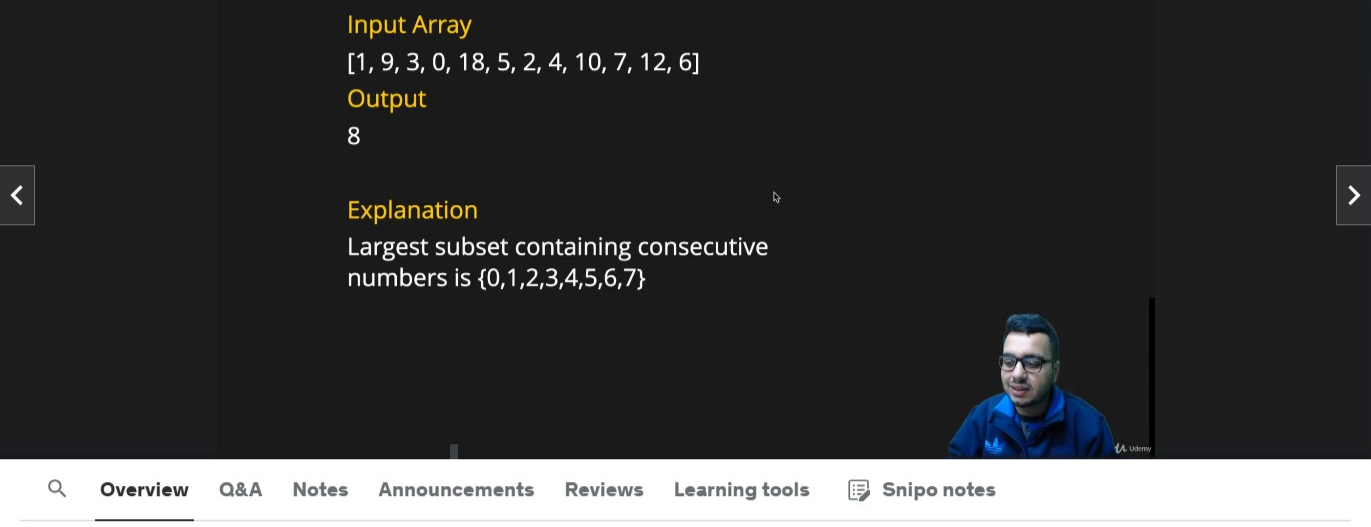 Input Array
[1, 9, 3, 0, 18, 5, 2, 4, 10, 7, 12, 6]
Output
8
Explanation
Largest subset containing consecutive
numbers is {0,1,2,3,4,5,6,7}
Udemy
Overview Q&A Notes Announcements Reviews Learning tools Snipo notes